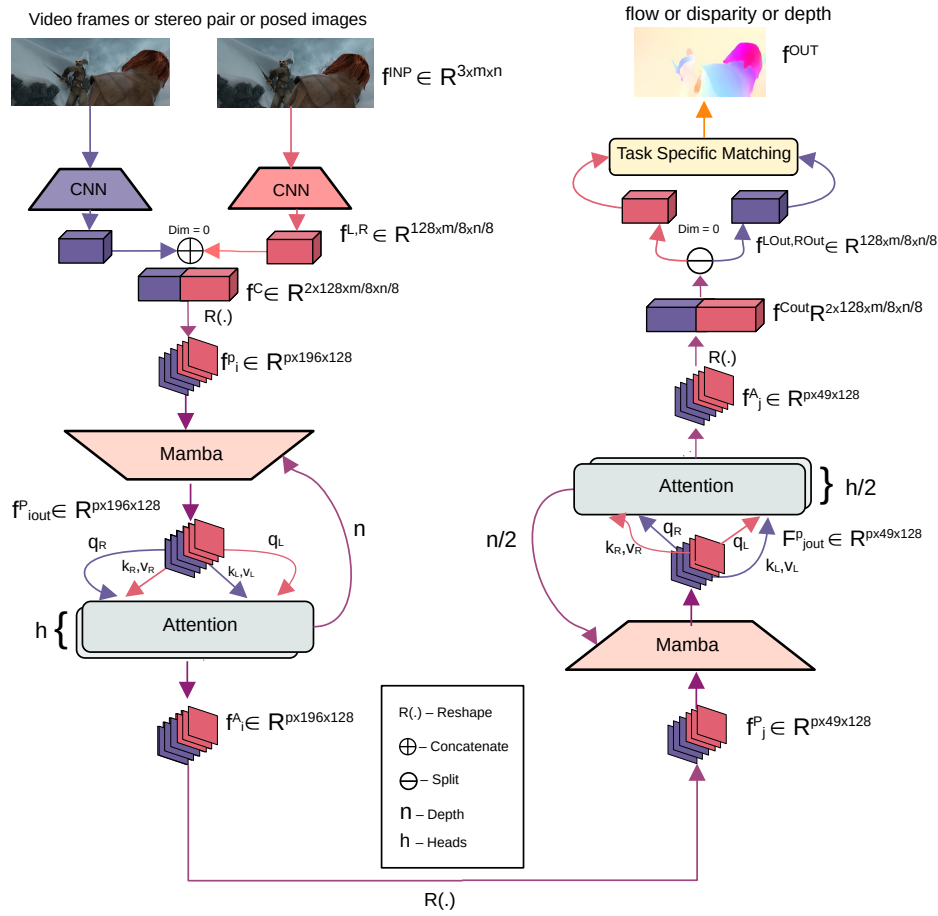 Video frames or stereo pair or posed images
f^INP ∈ R^3xmxn
CNN
CNN
Dim = 0
f^L,R ∈ R^128xm/8xn/8
f^C ∈ R^2x128xm/8xn/8
R(.)
f^p_i ∈ R^px196x128
Mamba
f^P_iout ∈ R^px196x128
n
q_R
q_L
k_R,v_R
k_L,v_L
Attention
h {
f^A_i ∈ R^px196x128
R(.)
R(.) – Reshape
⊕ – Concatenate
⊖ – Split
n – Depth
h – Heads
flow or disparity or depth
f^OUT
Task Specific Matching
Dim = 0
f^LOut,ROut ∈ R^128xm/8xn/8
f^Cout R^2x128xm/8xn/8
R(.)
f^A_j ∈ R^px49x128
Attention
} h/2
n/2
q_R
k_R,v_R
q_L
k_L,v_L
F^p_jout ∈ R^px49x128
Mamba
f^P_j ∈ R^px49x128